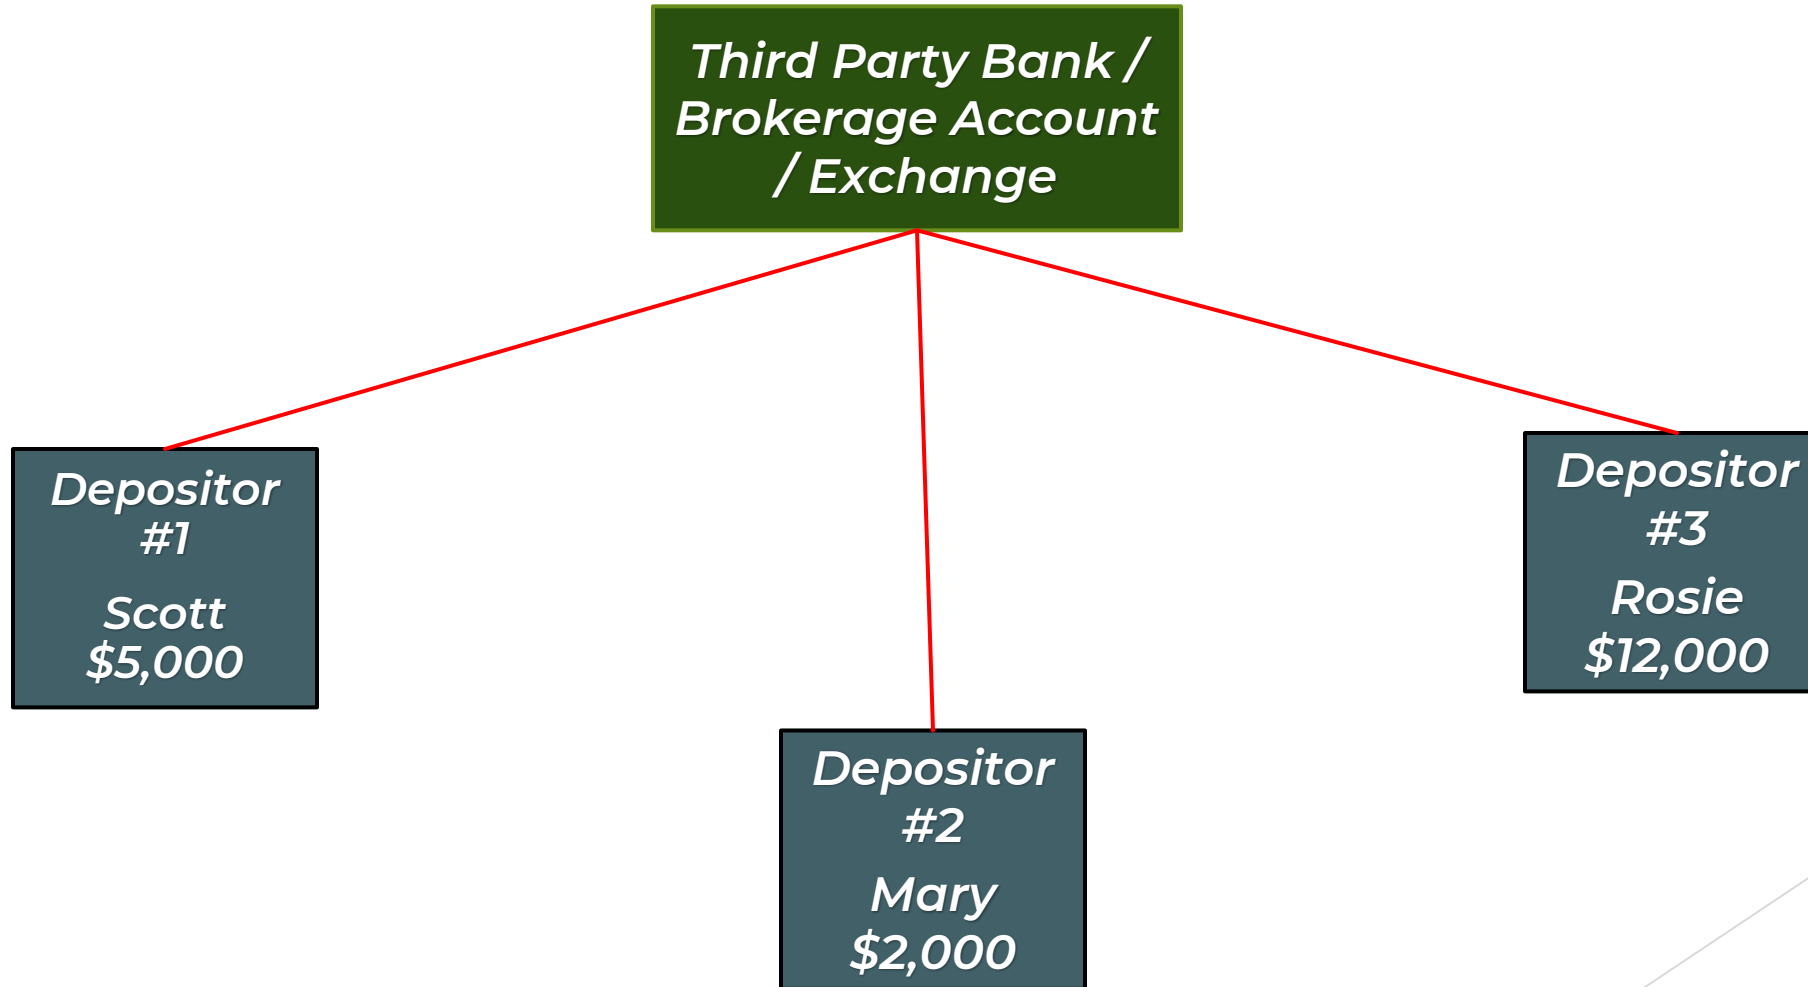 Third Party Bank /
Brokerage Account
/ Exchange
Depositor
#1
Scott
$5,000
Depositor
#2
Mary
$2,000
Depositor
#3
Rosie
$12,000